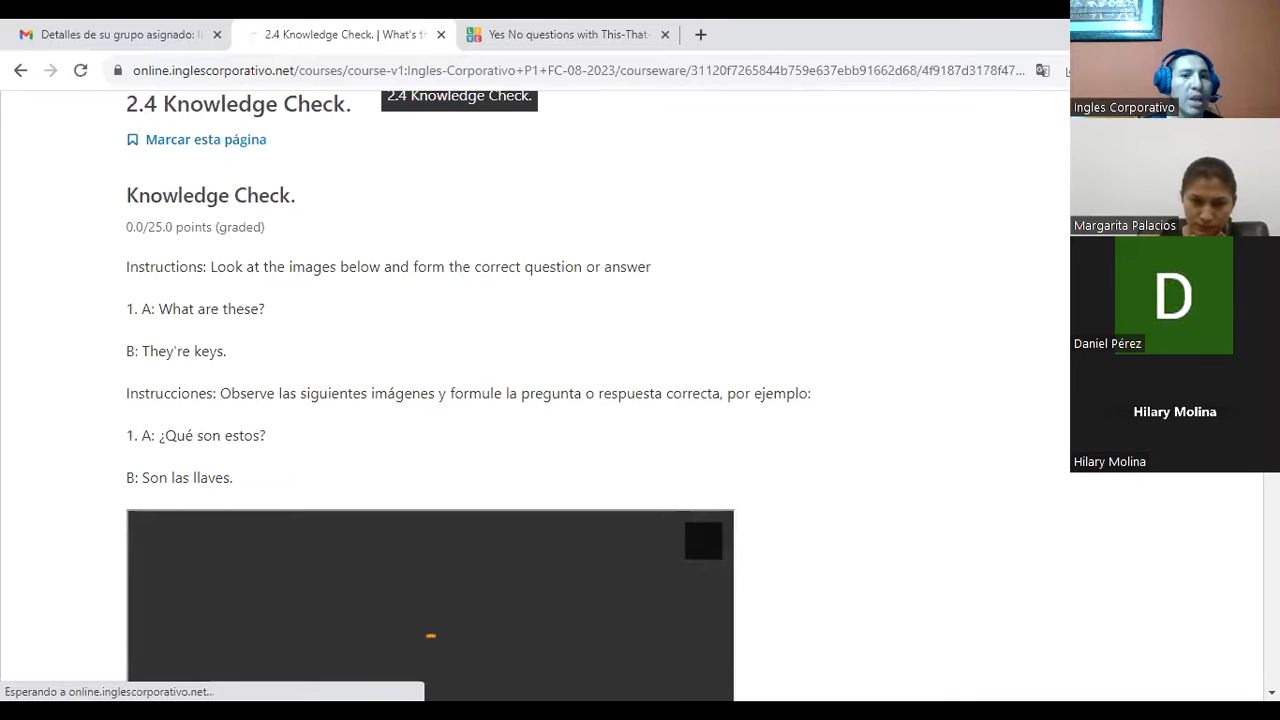 Detalles de su grupo asignado: I
2.4 Knowledge Check. | What's th
Yes No questions with This-That-
online.inglescorporativo.net/courses/course-v1:Ingles-Corporativo+P1+FC-08-2023/courseware/31120f7265844b759e637ebb91662d68/4f9187d3178f47...
2.4 Knowledge Check.
2.4 Knowledge Check.
Marcar esta página
Knowledge Check.
0.0/25.0 points (graded)
Instructions: Look at the images below and form the correct question or answer
1. A: What are these?
B: They're keys.
Instrucciones: Observe las siguientes imágenes y formule la pregunta o respuesta correcta, por ejemplo:
1. A: ¿Qué son estos?
B: Son las llaves.
Esperando a online.inglescorporativo.net...
Ingles Corporativo
Margarita Palacios
D
Daniel Pérez
Hilary Molina
Hilary Molina